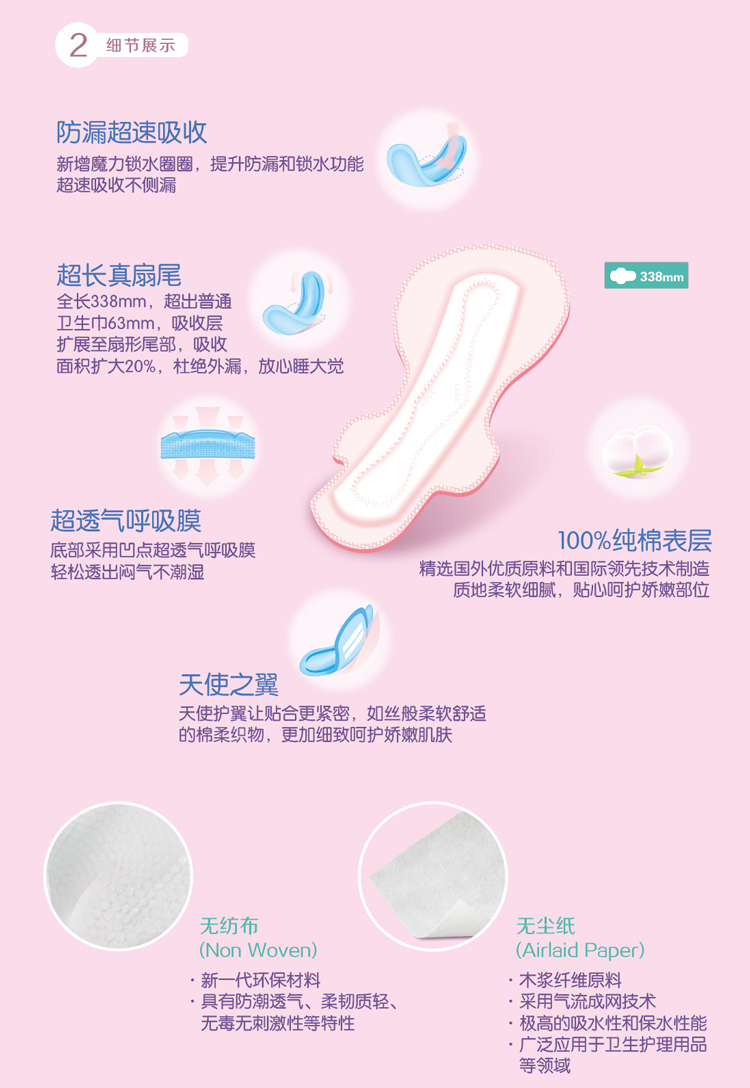 2 细节展示
防漏超速吸收
新增魔力锁水圈圈，提升防漏和锁水功能
超速吸收不侧漏
超长真扇尾
全长338mm，超出普通
卫生巾63mm，吸收层
扩展至扇形尾部，吸收
面积扩大20%，杜绝外漏，放心睡大觉
338mm
超透气呼吸膜
底部采用凹点超透气呼吸膜
轻松透出闷气不潮湿
100%纯棉表层
精选国外优质原料和国际领先技术制造
质地柔软细腻，贴心呵护娇嫩部位
天使之翼
天使护翼让贴合更紧密，如丝般柔软舒适
的棉柔织物，更加细致呵护娇嫩肌肤
无纺布
(Non Woven)
· 新一代环保材料
· 具有防潮透气、柔韧质轻、
无毒无刺激性等特性
无尘纸
(Airlaid Paper)
· 木浆纤维原料
· 采用气流成网技术
· 极高的吸水性和保水性能
· 广泛应用于卫生护理用品
等领域